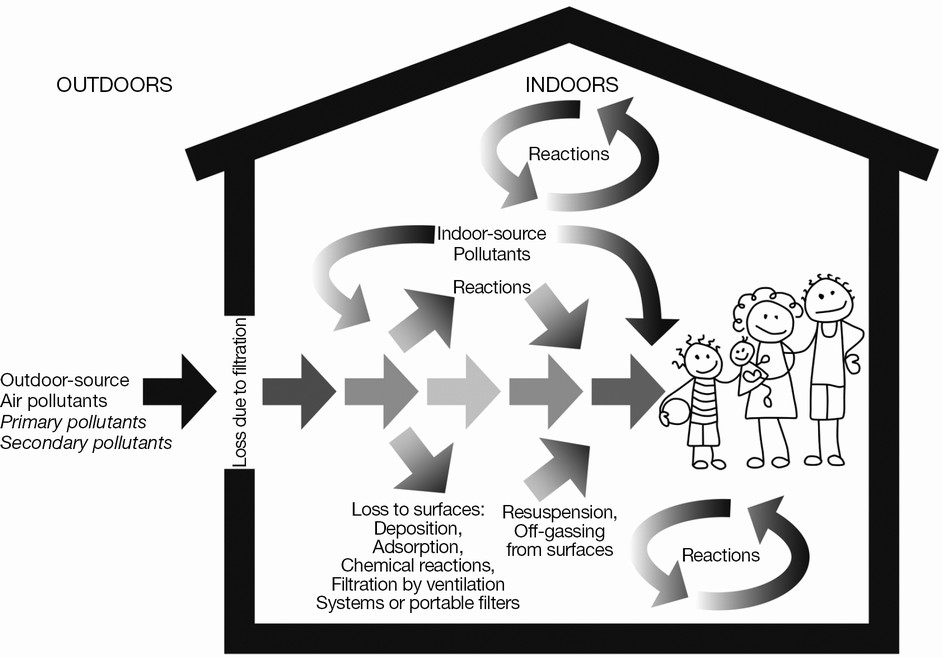 OUTDOORS
INDOORS
Reactions
Indoor-source
Pollutants
Reactions
Loss due to filtration
Outdoor-source
Air pollutants
Primary pollutants
Secondary pollutants
Loss to surfaces:
Deposition,
Adsorption,
Chemical reactions,
Filtration by ventilation
Systems or portable filters
Resuspension,
Off-gassing
from surfaces
Reactions